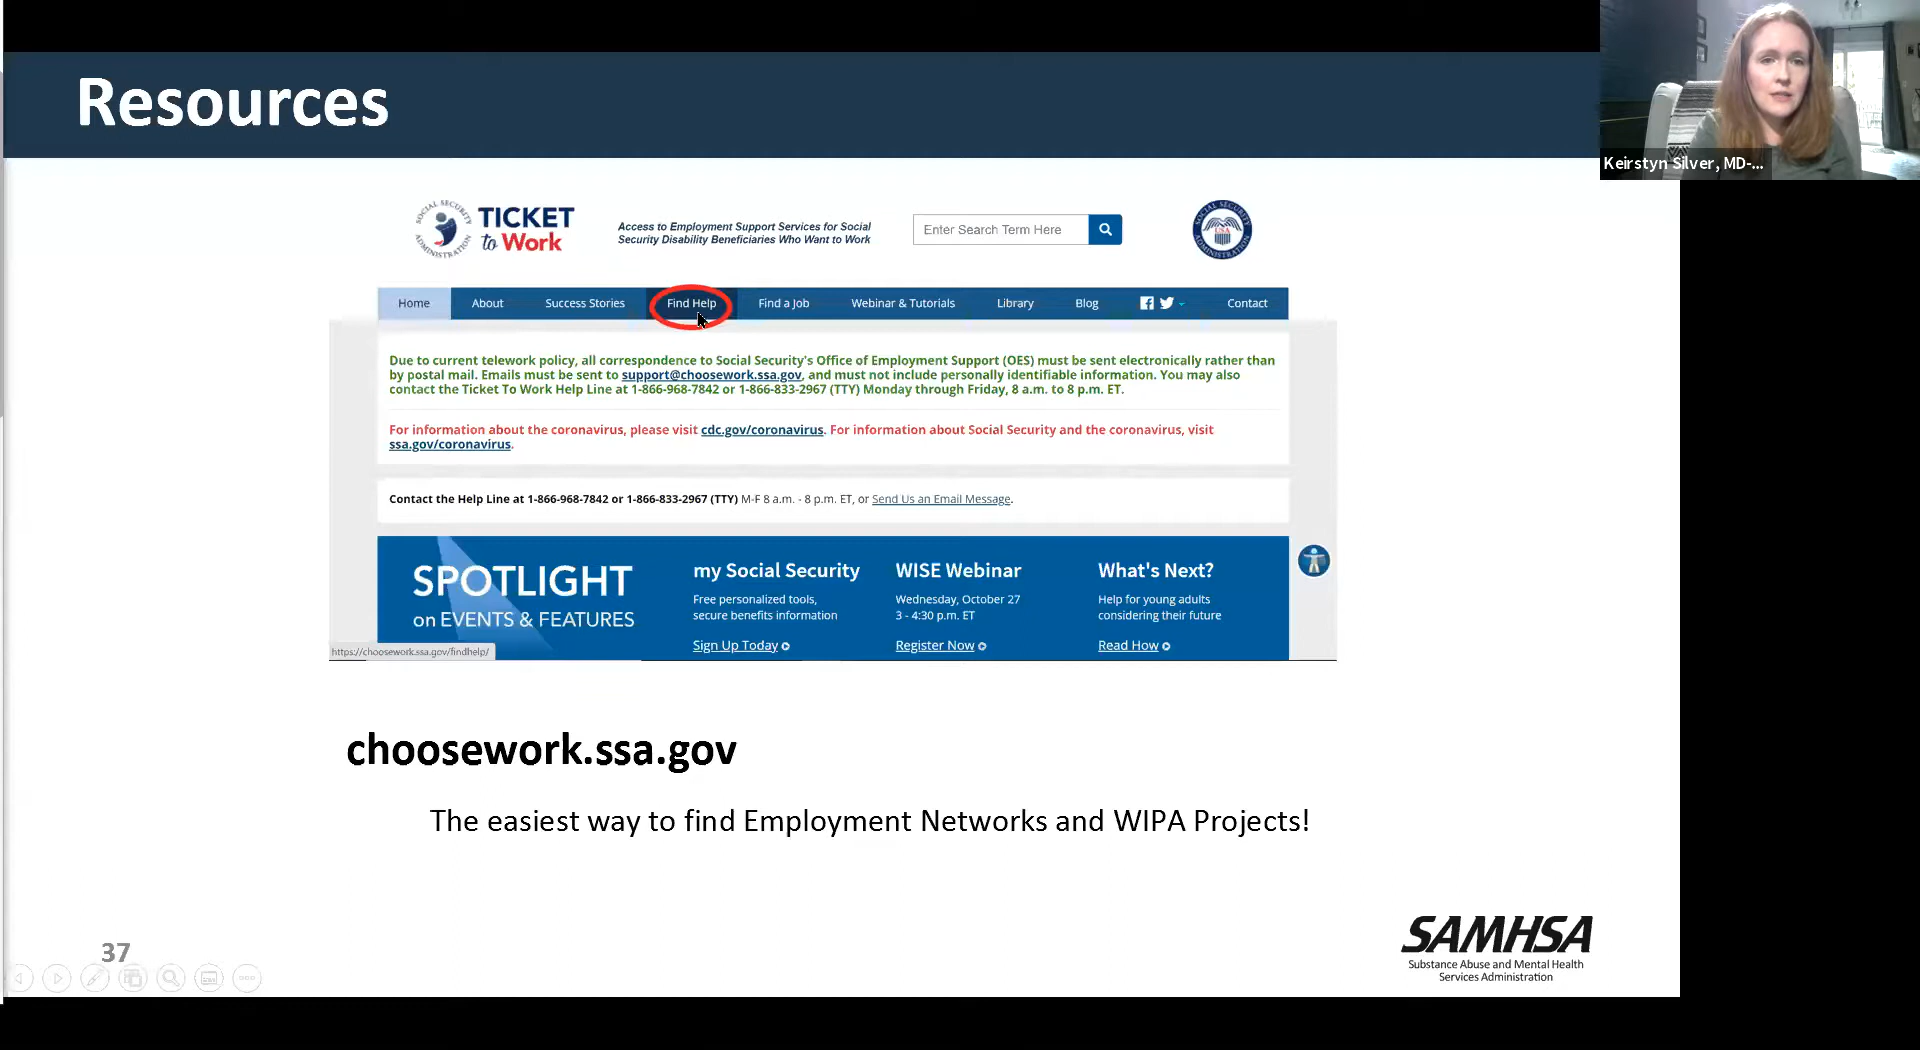 Resources
Keirstyn Silver, MD-...
SOCIAL SECURITY ADMINISTRATION
TICKET
to Work
Access to Employment Support Services for Social
Security Disability Beneficiaries Who Want to Work
Enter Search Term Here
SOCIAL SECURITY ADMINISTRATION
USA
Home About Success Stories Find Help Find a Job Webinar & Tutorials Library Blog Contact
Due to current telework policy, all correspondence to Social Security's Office of Employment Support (OES) must be sent electronically rather than
by postal mail. Emails must be sent to support@choosework.ssa.gov, and must not include personally identifiable information. You may also
contact the Ticket To Work Help Line at 1-866-968-7842 or 1-866-833-2967 (TTY) Monday through Friday, 8 a.m. to 8 p.m. ET.
For information about the coronavirus, please visit cdc.gov/coronavirus. For information about Social Security and the coronavirus, visit
ssa.gov/coronavirus.
Contact the Help Line at 1-866-968-7842 or 1-866-833-2967 (TTY) M-F 8 a.m. - 8 p.m. ET, or Send Us an Email Message.
SPOTLIGHT
on EVENTS & FEATURES
my Social Security
Free personalized tools,
secure benefits information
Sign Up Today
WISE Webinar
Wednesday, October 27
3 - 4:30 p.m. ET
Register Now
What's Next?
Help for young adults
considering their future
Read How
https://choosework.ssa.gov/findhelp/
choosework.ssa.gov
The easiest way to find Employment Networks and WIPA Projects!
37
SAMHSA
Substance Abuse and Mental Health
Services Administration